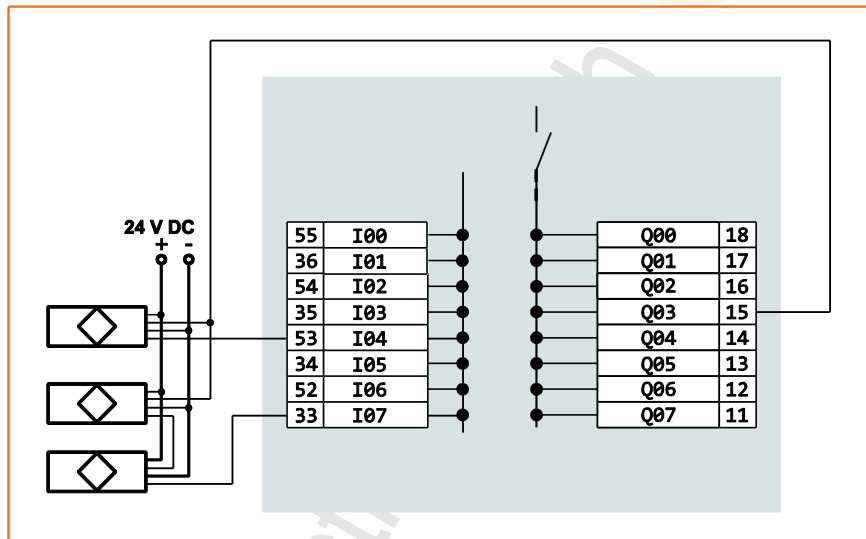 24 V DC
+ -
55 I00 Q00 18
36 I01 Q01 17
54 I02 Q02 16
35 I03 Q03 15
53 I04 Q04 14
34 I05 Q05 13
52 I06 Q06 12
33 I07 Q07 11